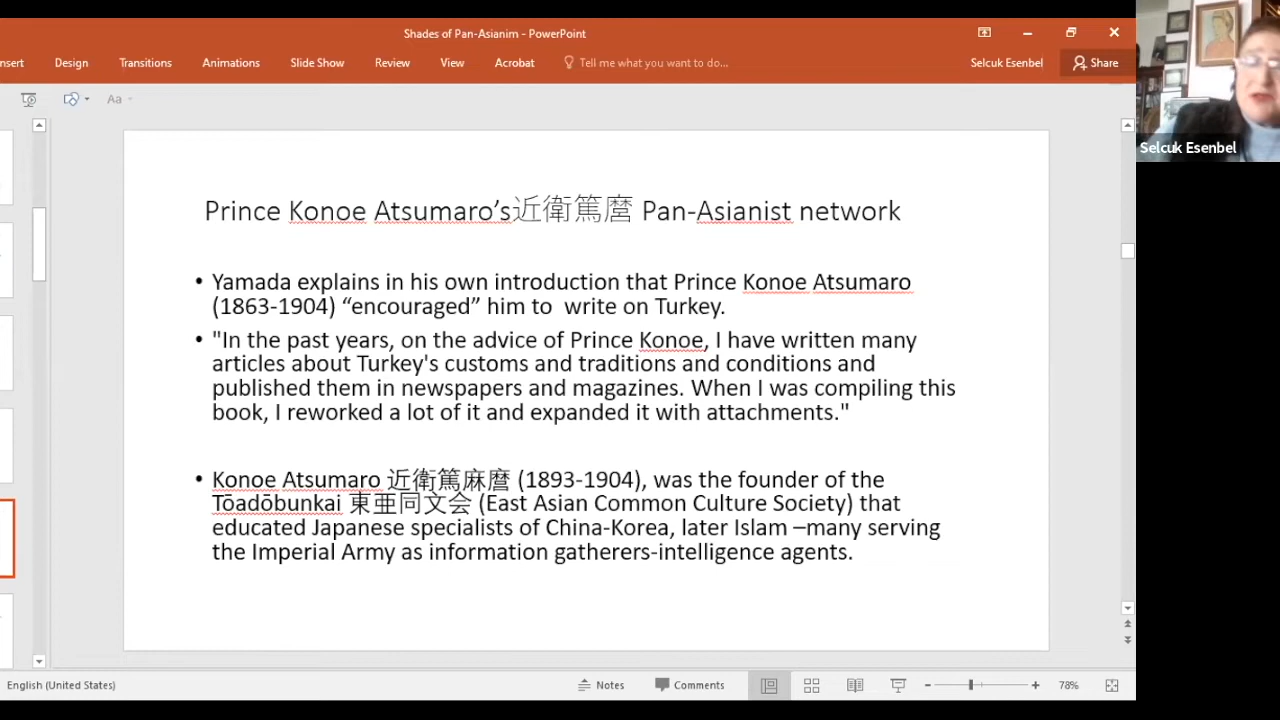 Shades of Pan-Asianim - PowerPoint
nsert Design Transitions Animations Slide Show Review View Acrobat Tell me what you want to do... Selcuk Esenbel Share
Aa
Selcuk Esenbel
Prince Konoe Atsumaro’s近衛篤麿 Pan-Asianist network
• Yamada explains in his own introduction that Prince Konoe Atsumaro
(1863-1904) “encouraged” him to write on Turkey.
• "In the past years, on the advice of Prince Konoe, I have written many
articles about Turkey's customs and traditions and conditions and
published them in newspapers and magazines. When I was compiling this
book, I reworked a lot of it and expanded it with attachments."
• Konoe Atsumaro 近衛篤麻麿 (1893-1904), was the founder of the
Tōadōbunkai 東亜同文会 (East Asian Common Culture Society) that
educated Japanese specialists of China-Korea, later Islam –many serving
the Imperial Army as information gatherers-intelligence agents.
English (United States) Notes Comments 78%